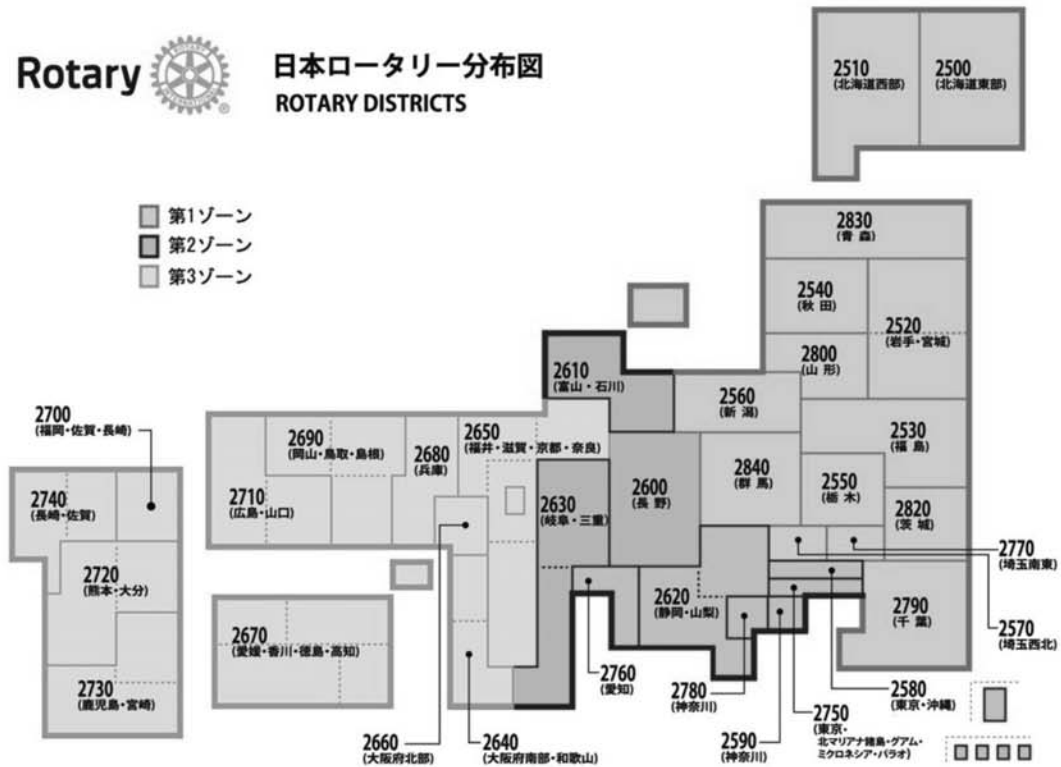 Rotary
ROTARY
INTERNATIONAL
®
日本ロータリー分布図
ROTARY DISTRICTS
第1ゾーン
第2ゾーン
第3ゾーン
2510
(北海道西部)
2500
(北海道東部)
2830
(青森)
2540
(秋田)
2520
(岩手・宮城)
2800
(山形)
2610
(富山・石川)
2560
(新潟)
2530
(福島)
2700
(福岡・佐賀・長崎)
2690
(岡山・鳥取・島根)
2680
(兵庫)
2650
(福井・滋賀・京都・奈良)
2840
(群馬)
2550
(栃木)
2740
(長崎・佐賀)
2710
(広島・山口)
2630
(岐阜・三重)
2600
(長野)
2820
(茨城)
2770
(埼玉南東)
2720
(熊本・大分)
2620
(静岡・山梨)
2790
(千葉)
2570
(埼玉西北)
2670
(愛媛・香川・徳島・高知)
2760
(愛知)
2780
(神奈川)
2580
(東京・沖縄)
2730
(鹿児島・宮崎)
2750
(東京・
北マリアナ諸島・グアム・
ミクロネシア・パラオ)
2660
(大阪府北部)
2640
(大阪府南部・和歌山)
2590
(神奈川)